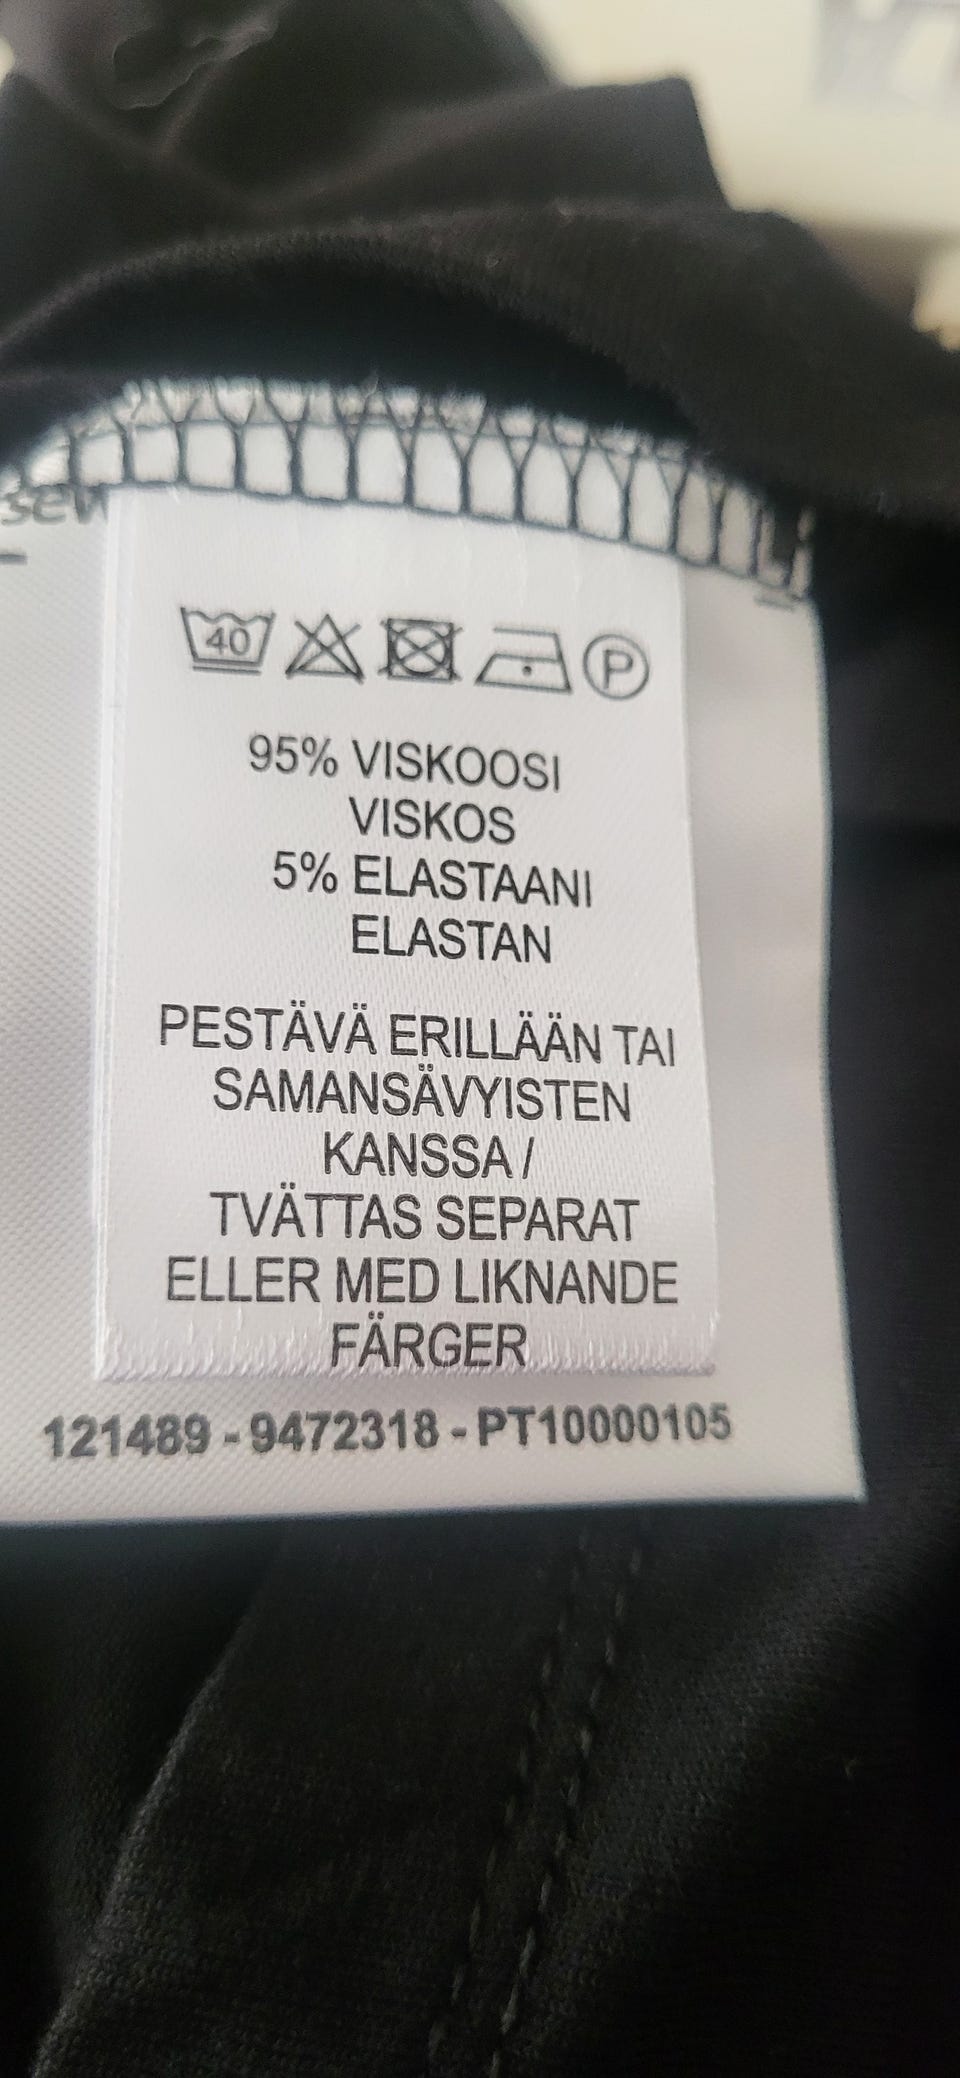 40
P
95% VISKOOSI
VISKOS
5% ELASTAANI
ELASTAN
PESTÄVÄ ERILLÄÄN TAI
SAMANSÄVYISTEN
KANSSA /
TVÄTTAS SEPARAT
ELLER MED LIKNANDE
FÄRGER
121489 - 9472318 - PT10000105